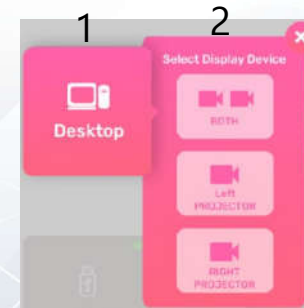 1
2
Select Display Device
Desktop
BOTH
Left
PROJECTOR
RIGHT
PROJECTOR